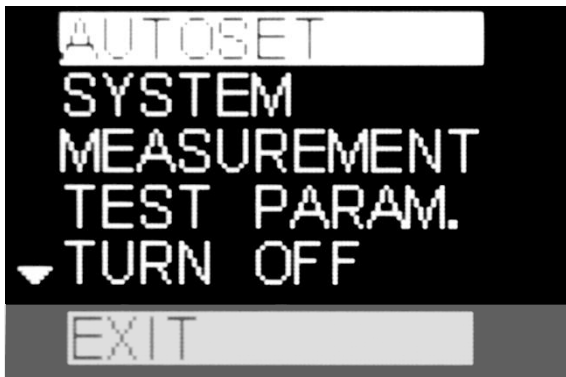 AUTOSET
SYSTEM
MEASUREMENT
TEST PARAM.
TURN OFF
EXIT